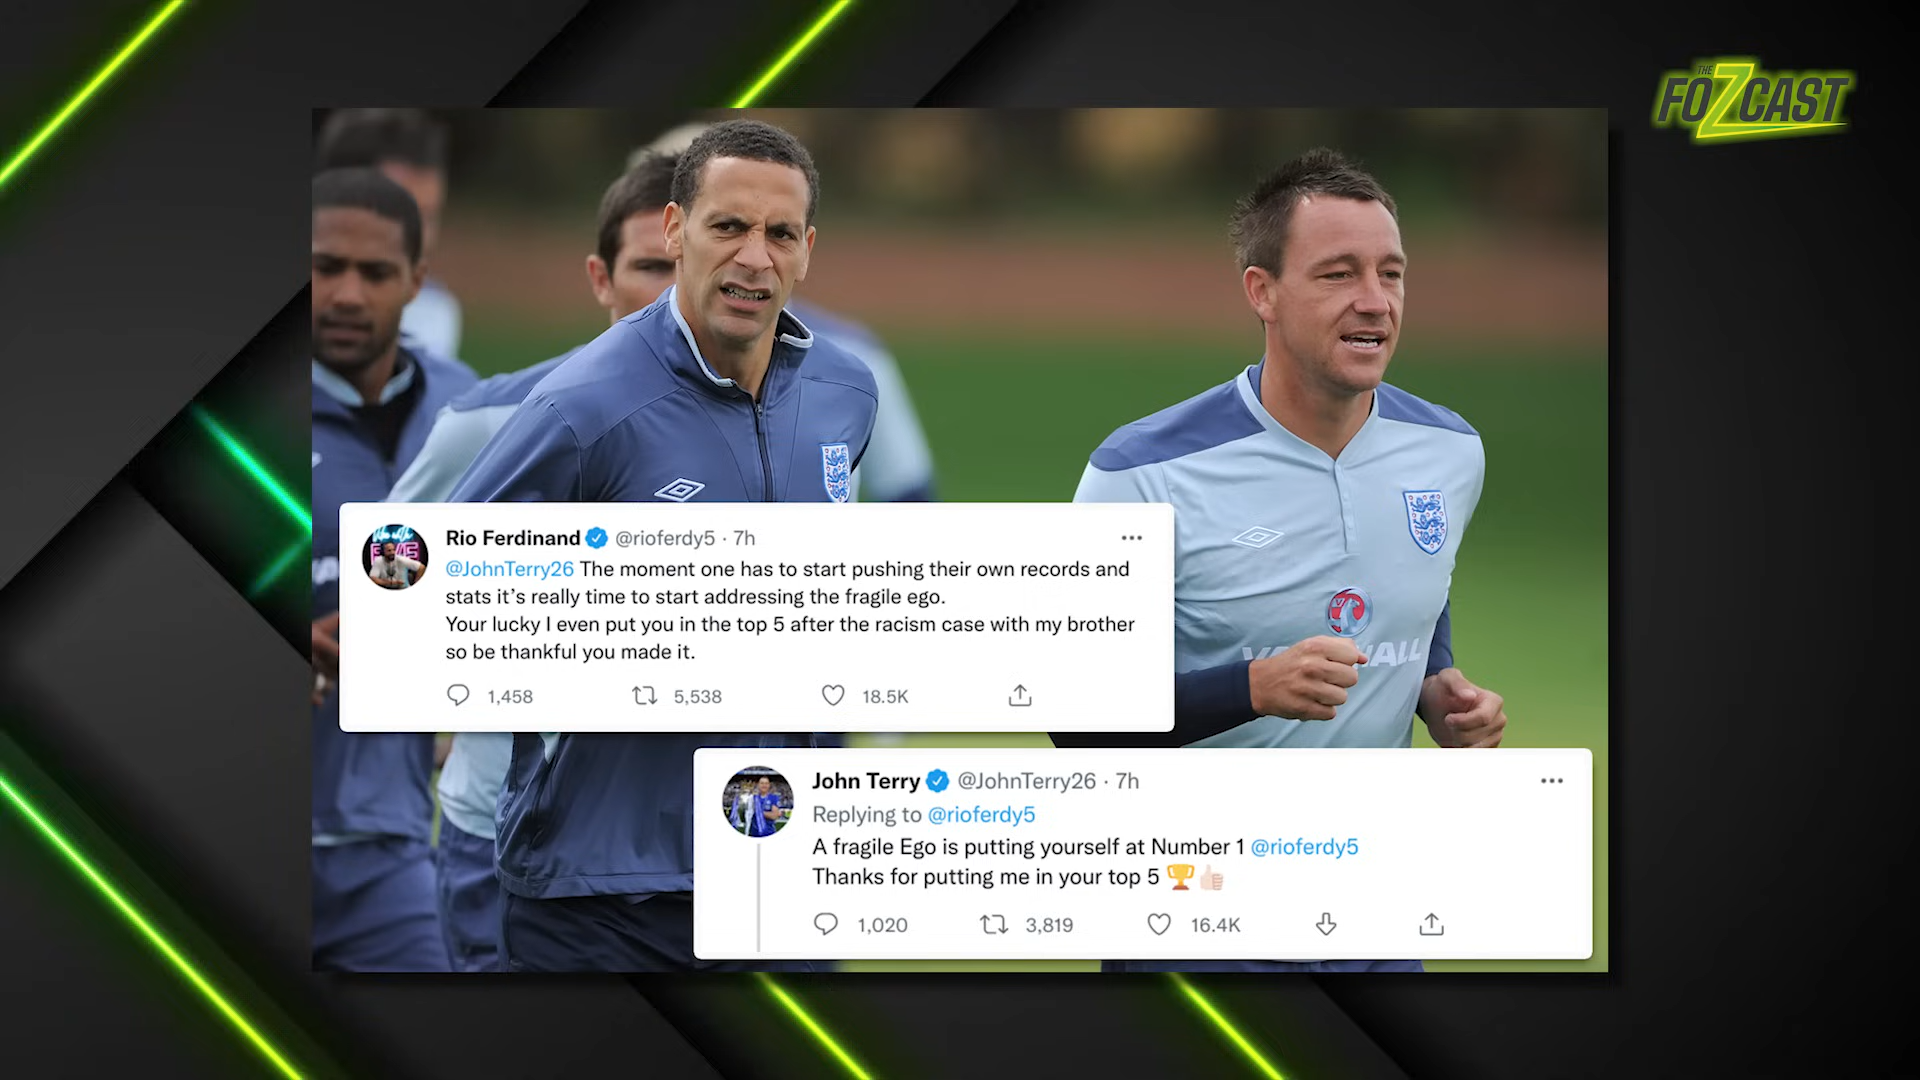 THE
FOZCAST
Rio Ferdinand @rioferdy5 · 7h
@JohnTerry26 The moment one has to start pushing their own records and
stats it’s really time to start addressing the fragile ego.
Your lucky I even put you in the top 5 after the racism case with my brother
so be thankful you made it.
1,458 5,538 18.5K
John Terry @JohnTerry26 · 7h
Replying to @rioferdy5
A fragile Ego is putting yourself at Number 1 @rioferdy5
Thanks for putting me in your top 5 🏆👍🏻
1,020 3,819 16.4K